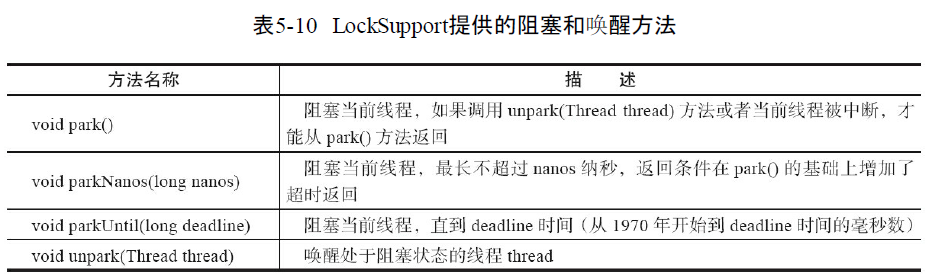 表5-10 LockSupport提供的阻塞和唤醒方法
方法名称
描 述
void park()
阻塞当前线程，如果调用 unpark(Thread thread) 方法或者当前线程被中断，才
能从 park() 方法返回
void parkNanos(long nanos)
阻塞当前线程，最长不超过 nanos 纳秒，返回条件在 park() 的基础上增加了
超时返回
void parkUntil(long deadline)
阻塞当前线程，直到 deadline 时间（从 1970 年开始到 deadline 时间的毫秒数）
void unpark(Thread thread)
唤醒处于阻塞状态的线程 thread